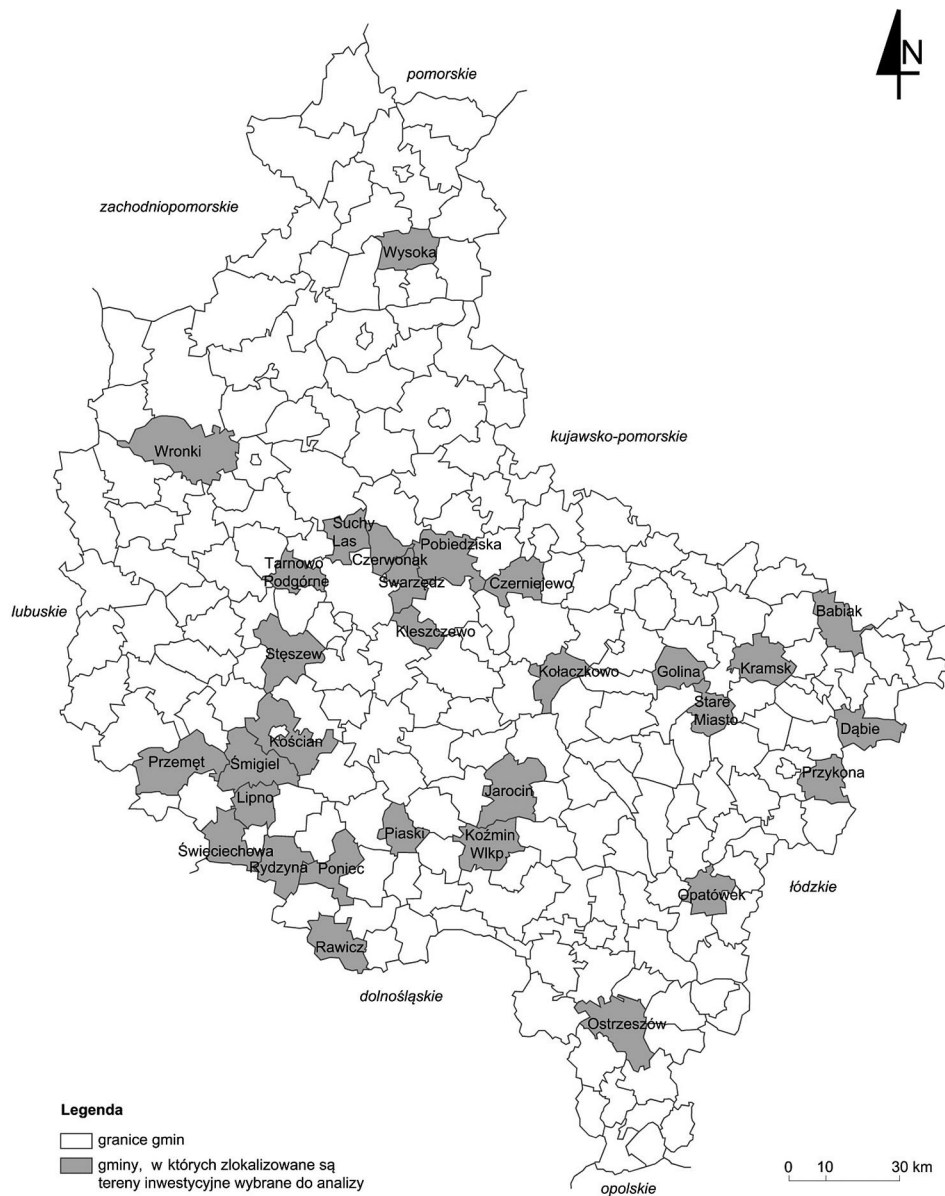 N
pomorskie
zachodniopomorskie
Wysoka
kujawsko-pomorskie
Wronki
Suchy
Las
Czerwonak
Pobiedziska
Tarnowo
Podgórne
Swarzędz
Czerniejewo
lubuskie
Kleszczewo
Babiak
Stęszew
Kołaczkowo
Golina
Kramsk
Stare
Miasto
Dąbie
Kościan
Przemęt
Śmigiel
Przykona
Lipno
Jarocin
Piaski
Koźmin
Wlkp.
Święciechowa
Rydzyna
Poniec
Opatówek
łódzkie
Rawicz
dolnośląskie
Ostrzeszów
Legenda
granice gmin
gminy, w których zlokalizowane są
tereny inwestycyjne wybrane do analizy
0 10 30 km
opolskie